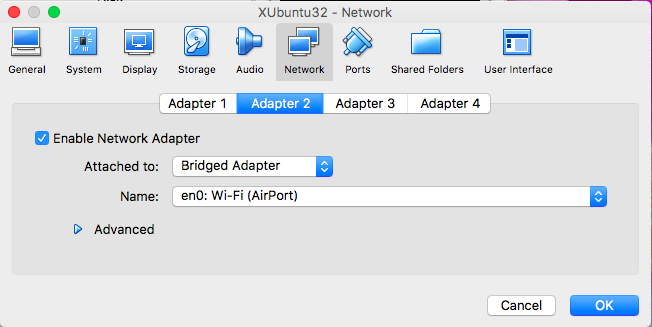 XUbuntu32 - Network
General System Display Storage Audio Network Ports Shared Folders User Interface
Adapter 1 Adapter 2 Adapter 3 Adapter 4
Enable Network Adapter
Attached to: Bridged Adapter
Name: en0: Wi-Fi (AirPort)
Advanced
Cancel OK